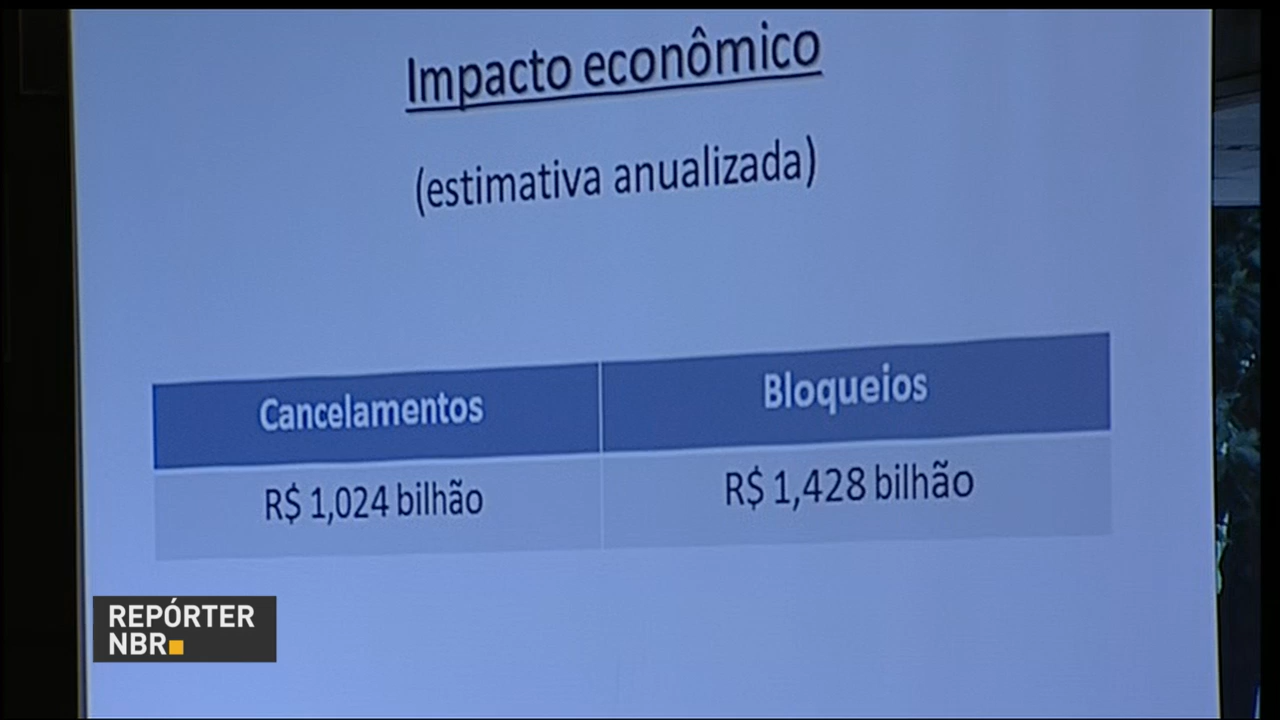 Impacto econômico
(estimativa anualizada)
Cancelamentos Bloqueios
R$ 1,024 bilhão R$ 1,428 bilhão
REPÓRTER
NBR